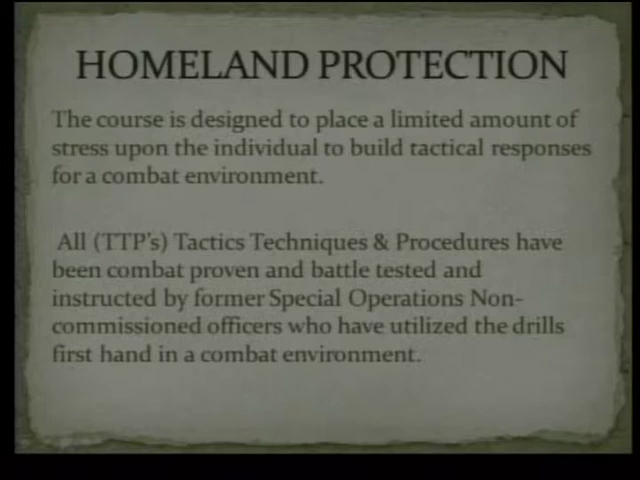 HOMELAND PROTECTION
The course is designed to place a limited amount of
stress upon the individual to build tactical responses
for a combat environment.
All (TTP's) Tactics Techniques & Procedures have
been combat proven and battle tested and
instructed by former Special Operations Non-
commissioned officers who have utilized the drills
first hand in a combat environment.